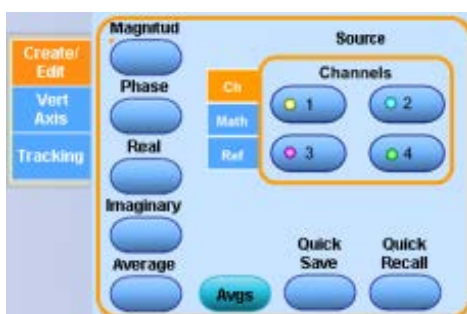 Create/
Edit
Vert
Axis
Tracking
Magnitud
Phase
Real
Imaginary
Average
Source
Ch
Math
Ref
Channels
1
2
3
4
Avgs
Quick
Save
Quick
Recall